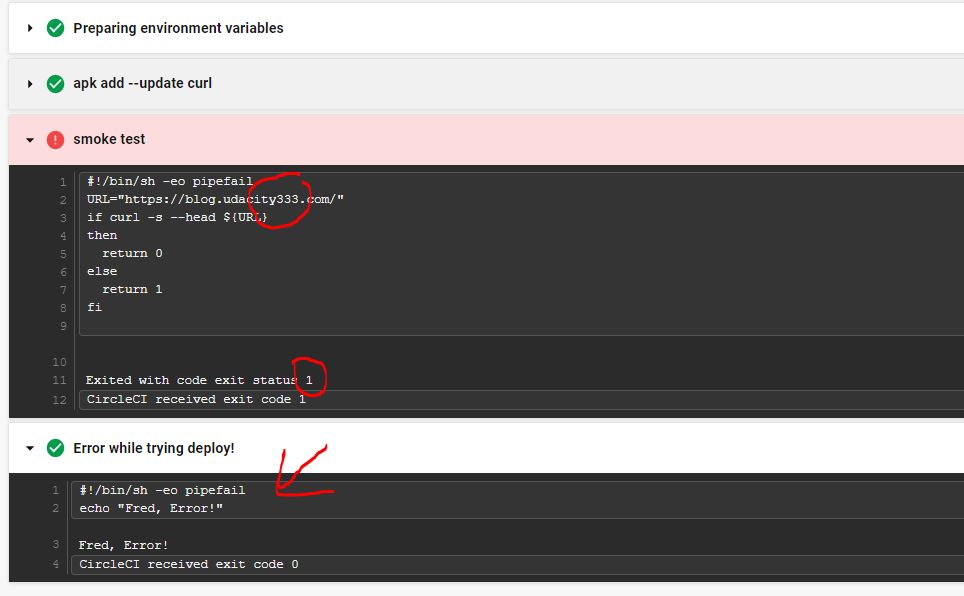 Preparing environment variables
apk add --update curl
smoke test
1 #!/bin/sh -eo pipefail
2 URL="https://blog.udacity333.com/"
3 if curl -s --head ${URL}
4 then
5 return 0
6 else
7 return 1
8 fi
9
10
11 Exited with code exit status 1
12 CircleCI received exit code 1
Error while trying deploy!
1 #!/bin/sh -eo pipefail
2 echo "Fred, Error!"
3 Fred, Error!
4 CircleCI received exit code 0